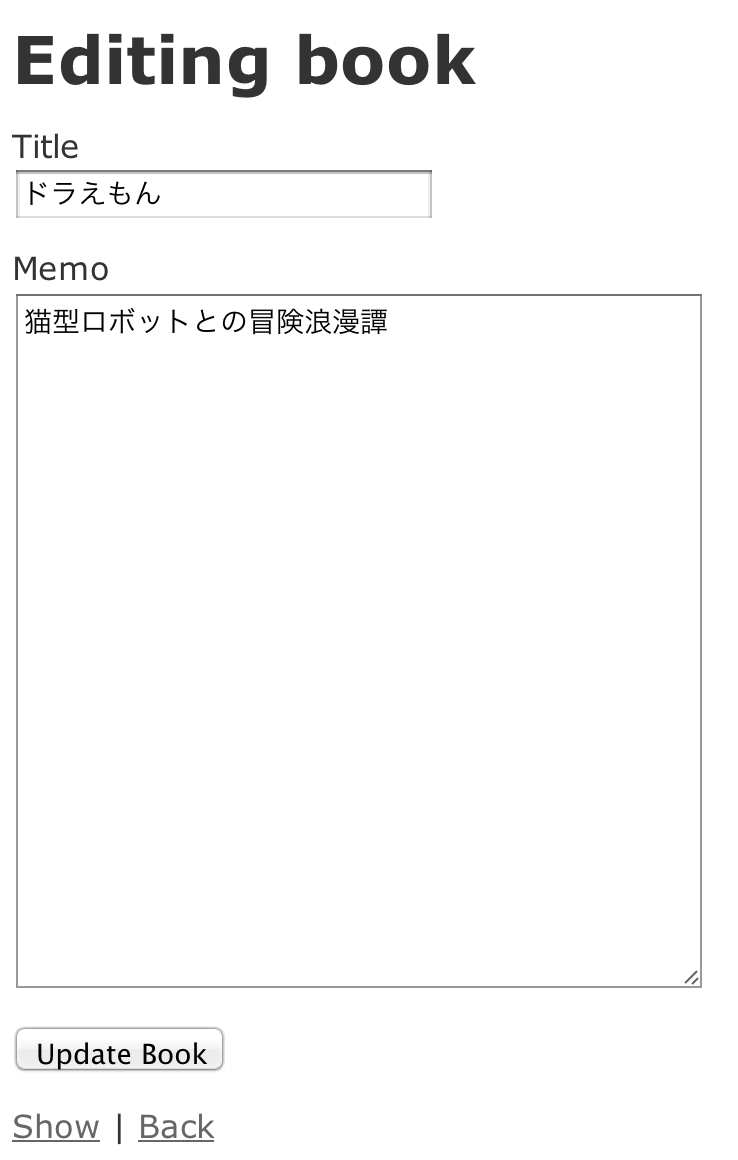 Editing book
Title
ドラえもん
Memo
猫型ロボットとの冒険浪漫譚
Update Book
Show | Back